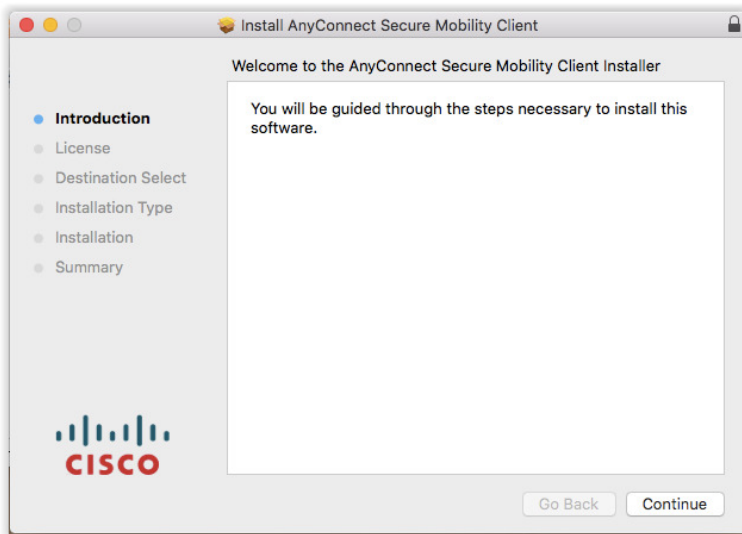 Install AnyConnect Secure Mobility Client
Welcome to the AnyConnect Secure Mobility Client Installer
Introduction
License
Destination Select
Installation Type
Installation
Summary
You will be guided through the steps necessary to install this
software.
CISCO
Go Back
Continue